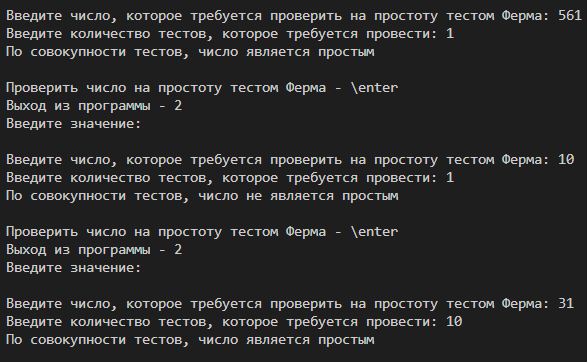 Введите число, которое требуется проверить на простоту тестом Ферма: 561
Введите количество тестов, которое требуется провести: 1
По совокупности тестов, число является простым
Проверить число на простоту тестом Ферма - \enter
Выход из программы - 2
Введите значение:
Введите число, которое требуется проверить на простоту тестом Ферма: 10
Введите количество тестов, которое требуется провести: 1
По совокупности тестов, число не является простым
Проверить число на простоту тестом Ферма - \enter
Выход из программы - 2
Введите значение:
Введите число, которое требуется проверить на простоту тестом Ферма: 31
Введите количество тестов, которое требуется провести: 10
По совокупности тестов, число является простым